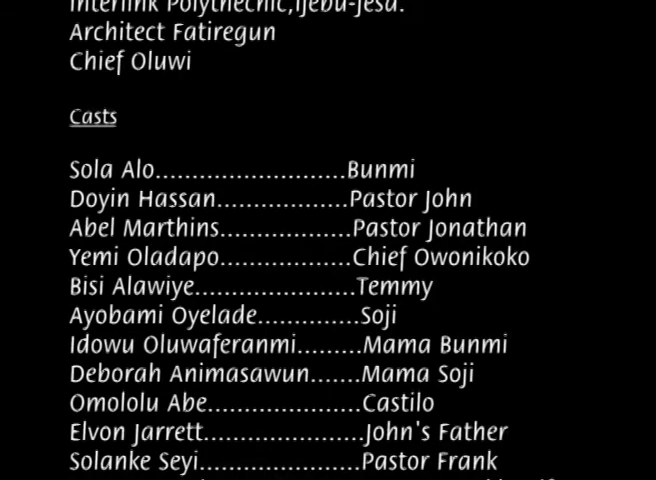 Interlink Polythechic,Ijebu-Jesa.
Architect Fatiregun
Chief Oluwi
Casts
Sola Alo..........................Bunmi
Doyin Hassan..................Pastor John
Abel Marthins..................Pastor Jonathan
Yemi Oladapo..................Chief Owonikoko
Bisi Alawiye......................Temmy
Ayobami Oyelade..............Soji
Idowu Oluwaferanmi.........Mama Bunmi
Deborah Animasawun.......Mama Soji
Omololu Abe.....................Castilo
Elvon Jarrett......................John's Father
Solanke Seyi......................Pastor Frank